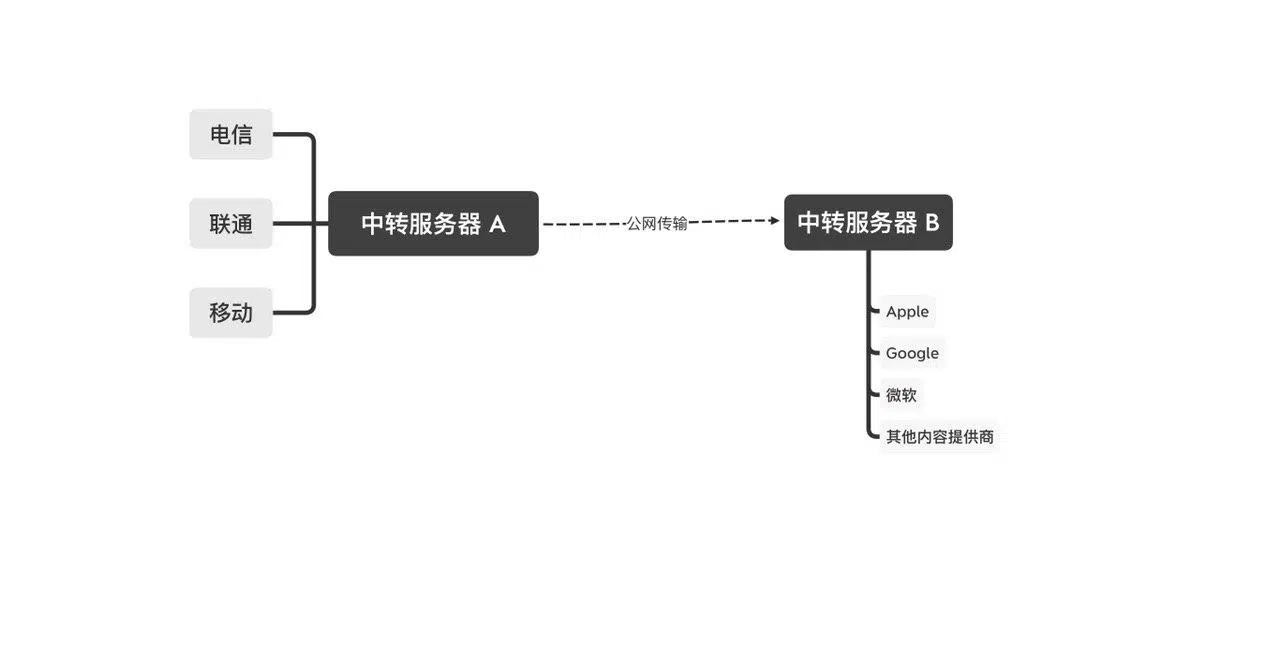 电信
联通
移动
中转服务器 A
公网传输
中转服务器 B
Apple
Google
微软
其他内容提供商